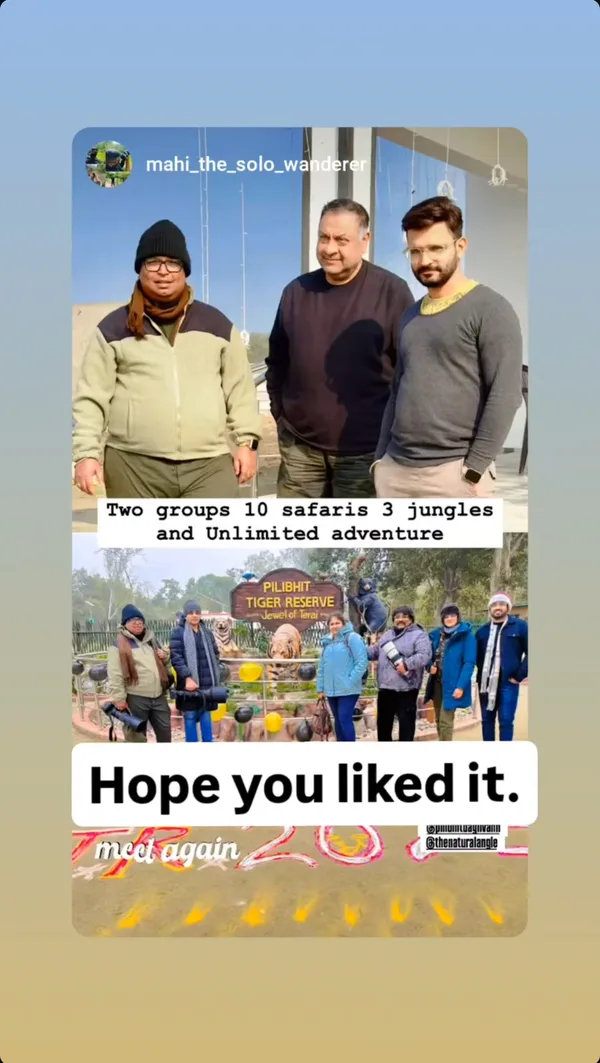 mahi_the_solo_wanderer
Two groups 10 safaris 3 jungles
and Unlimited adventure
PILIBHIT
TIGER RESERVE
Jewel of Terai
Hope you liked it.
meet again
@thenaturalangle